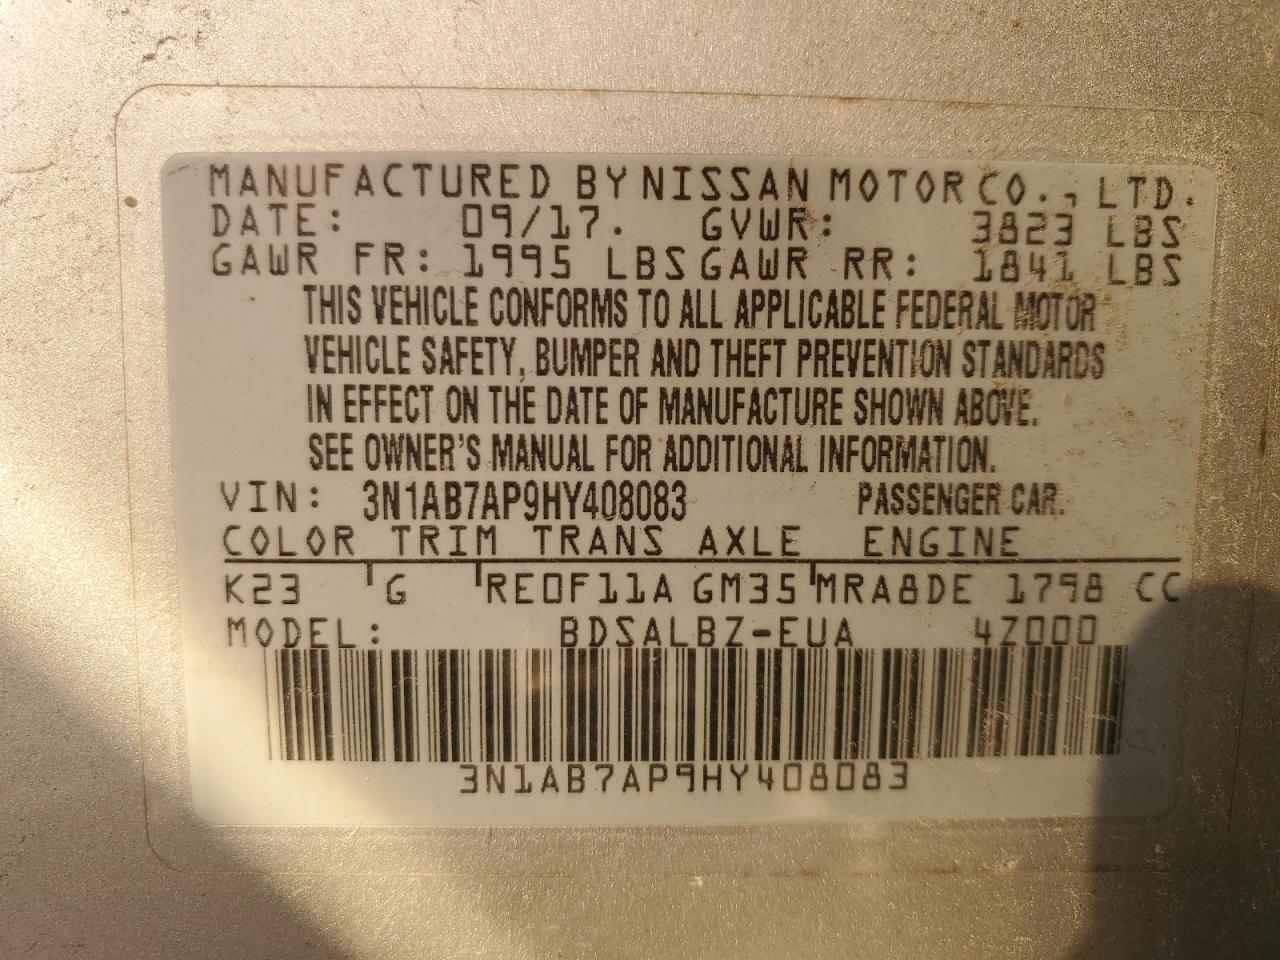 MANUFACTURED BY NISSAN MOTOR CO., LTD.
DATE: 09/17. GVWR: 3823 LBS
GAWR FR: 1995 LBS GAWR RR: 1841 LBS
THIS VEHICLE CONFORMS TO ALL APPLICABLE FEDERAL MOTOR
VEHICLE SAFETY, BUMPER AND THEFT PREVENTION STANDARDS
IN EFFECT ON THE DATE OF MANUFACTURE SHOWN ABOVE.
SEE OWNER'S MANUAL FOR ADDITIONAL INFORMATION.
VIN: 3N1AB7AP9HY408083 PASSENGER CAR.
COLOR TRIM TRANS AXLE ENGINE
K23 G RE0F11A GM35 MRA8DE 1798 CC
MODEL: BDSALBZ-EUA 4Z000
3N1AB7AP9HY408083